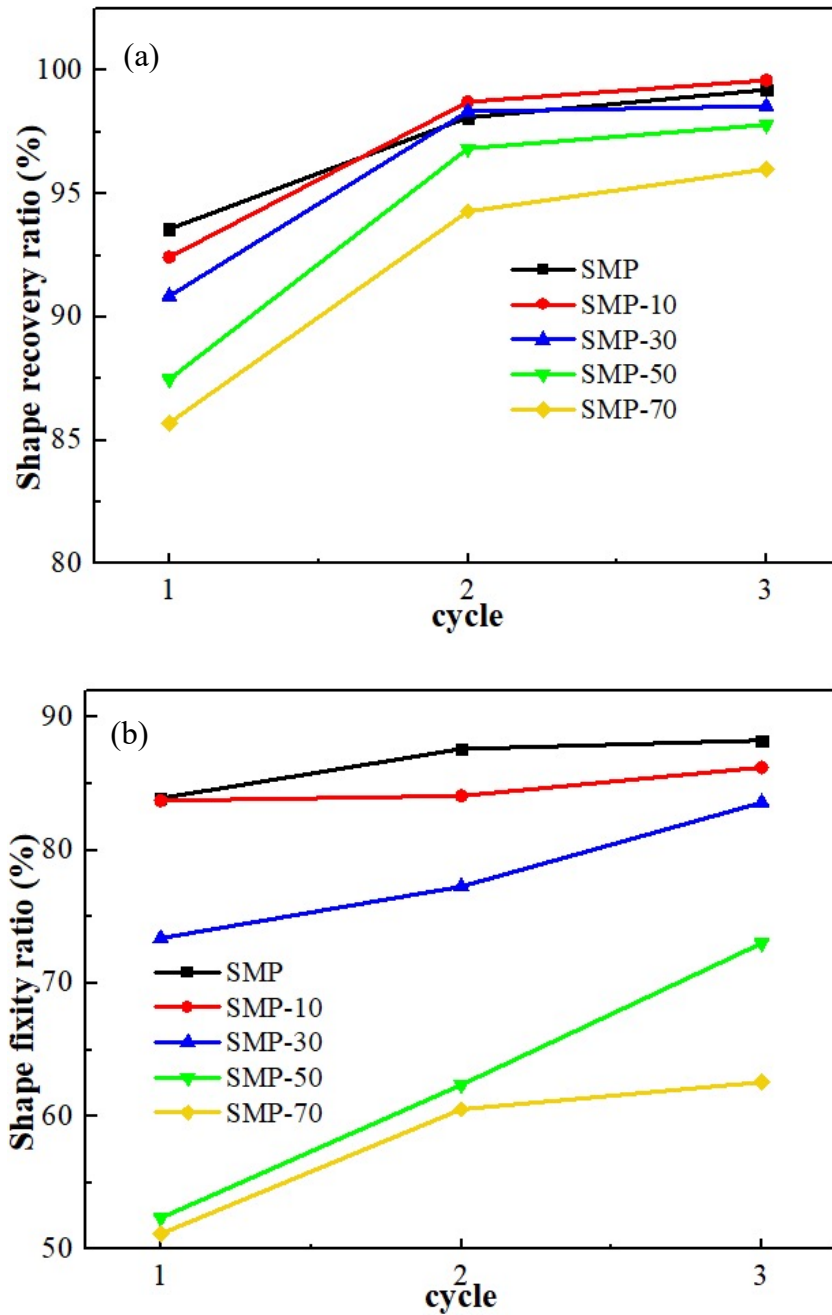 (a)
Shape recovery ratio (%)
100
95
90
85
80
SMP
SMP-10
SMP-30
SMP-50
SMP-70
1 2 3
cycle
(b)
Shape fixity ratio (%)
90
80
70
60
50
SMP
SMP-10
SMP-30
SMP-50
SMP-70
1 2 3
cycle